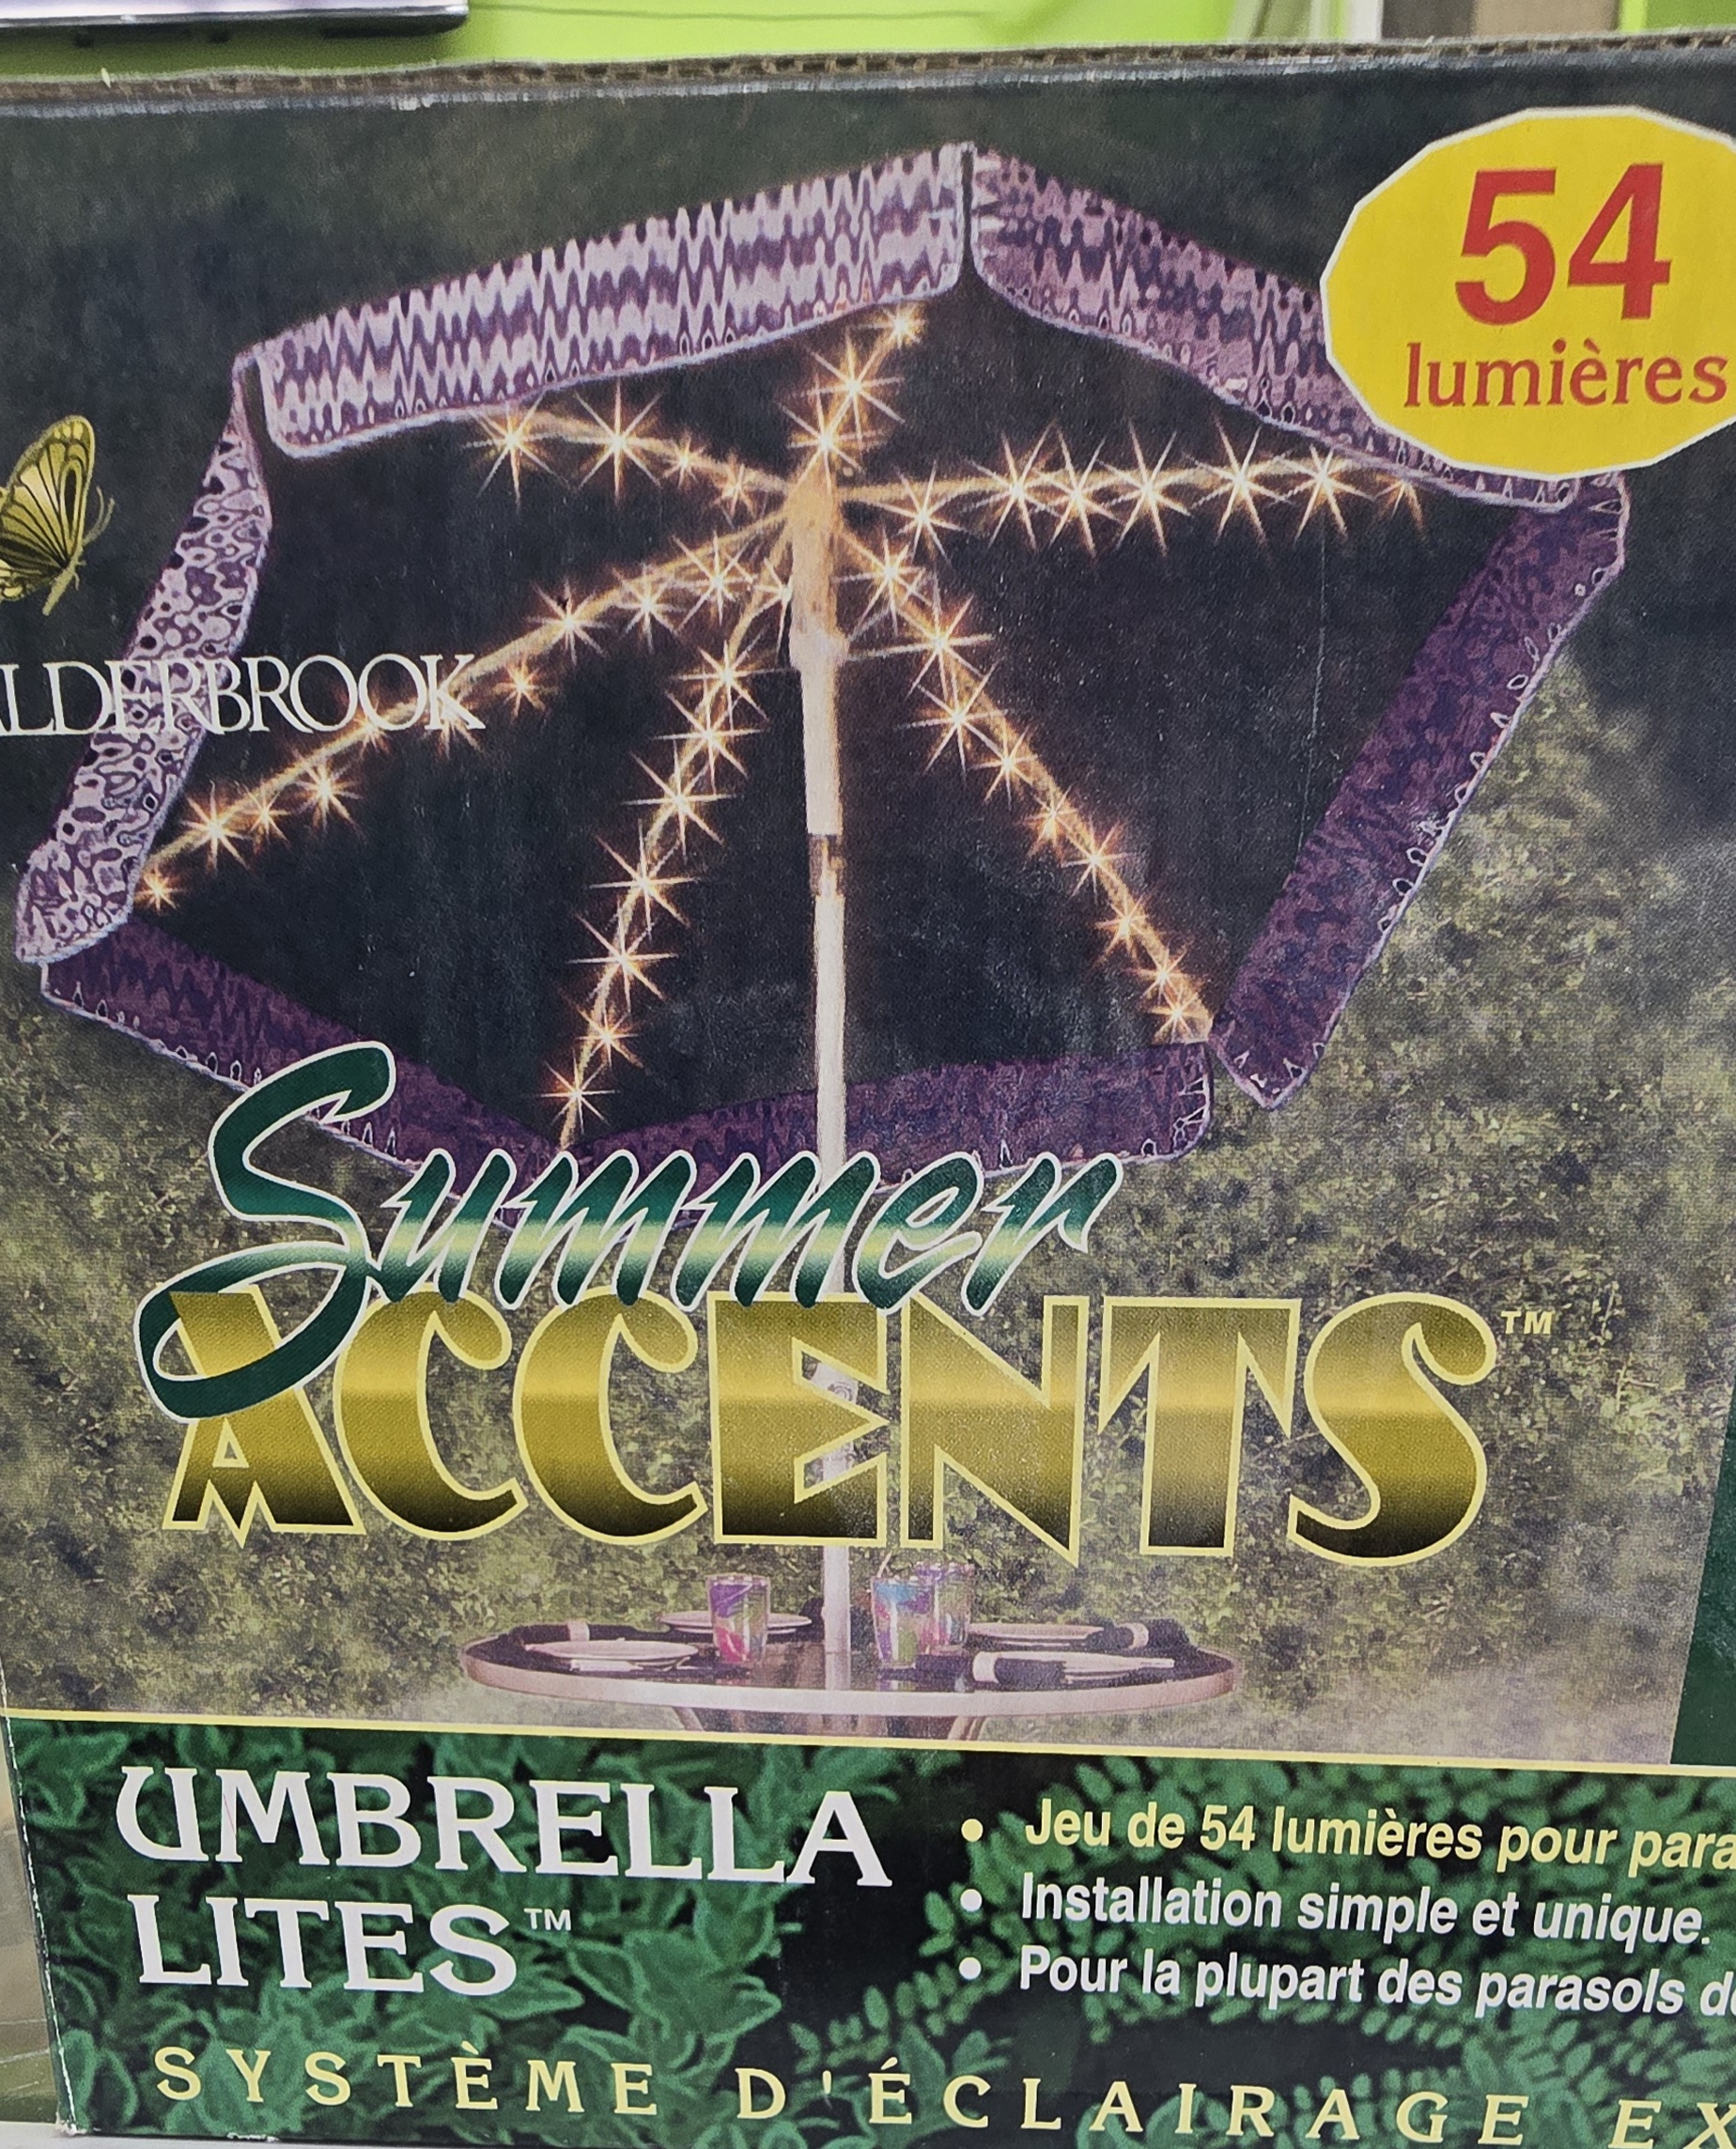 54
lumières
LDERBROOK
Summer
ACCENTS™
UMBRELLA
LITES™
• Jeu de 54 lumières pour para
• Installation simple et unique.
• Pour la plupart des parasols d
SYSTÈME D'ÉCLAIRAGE EX